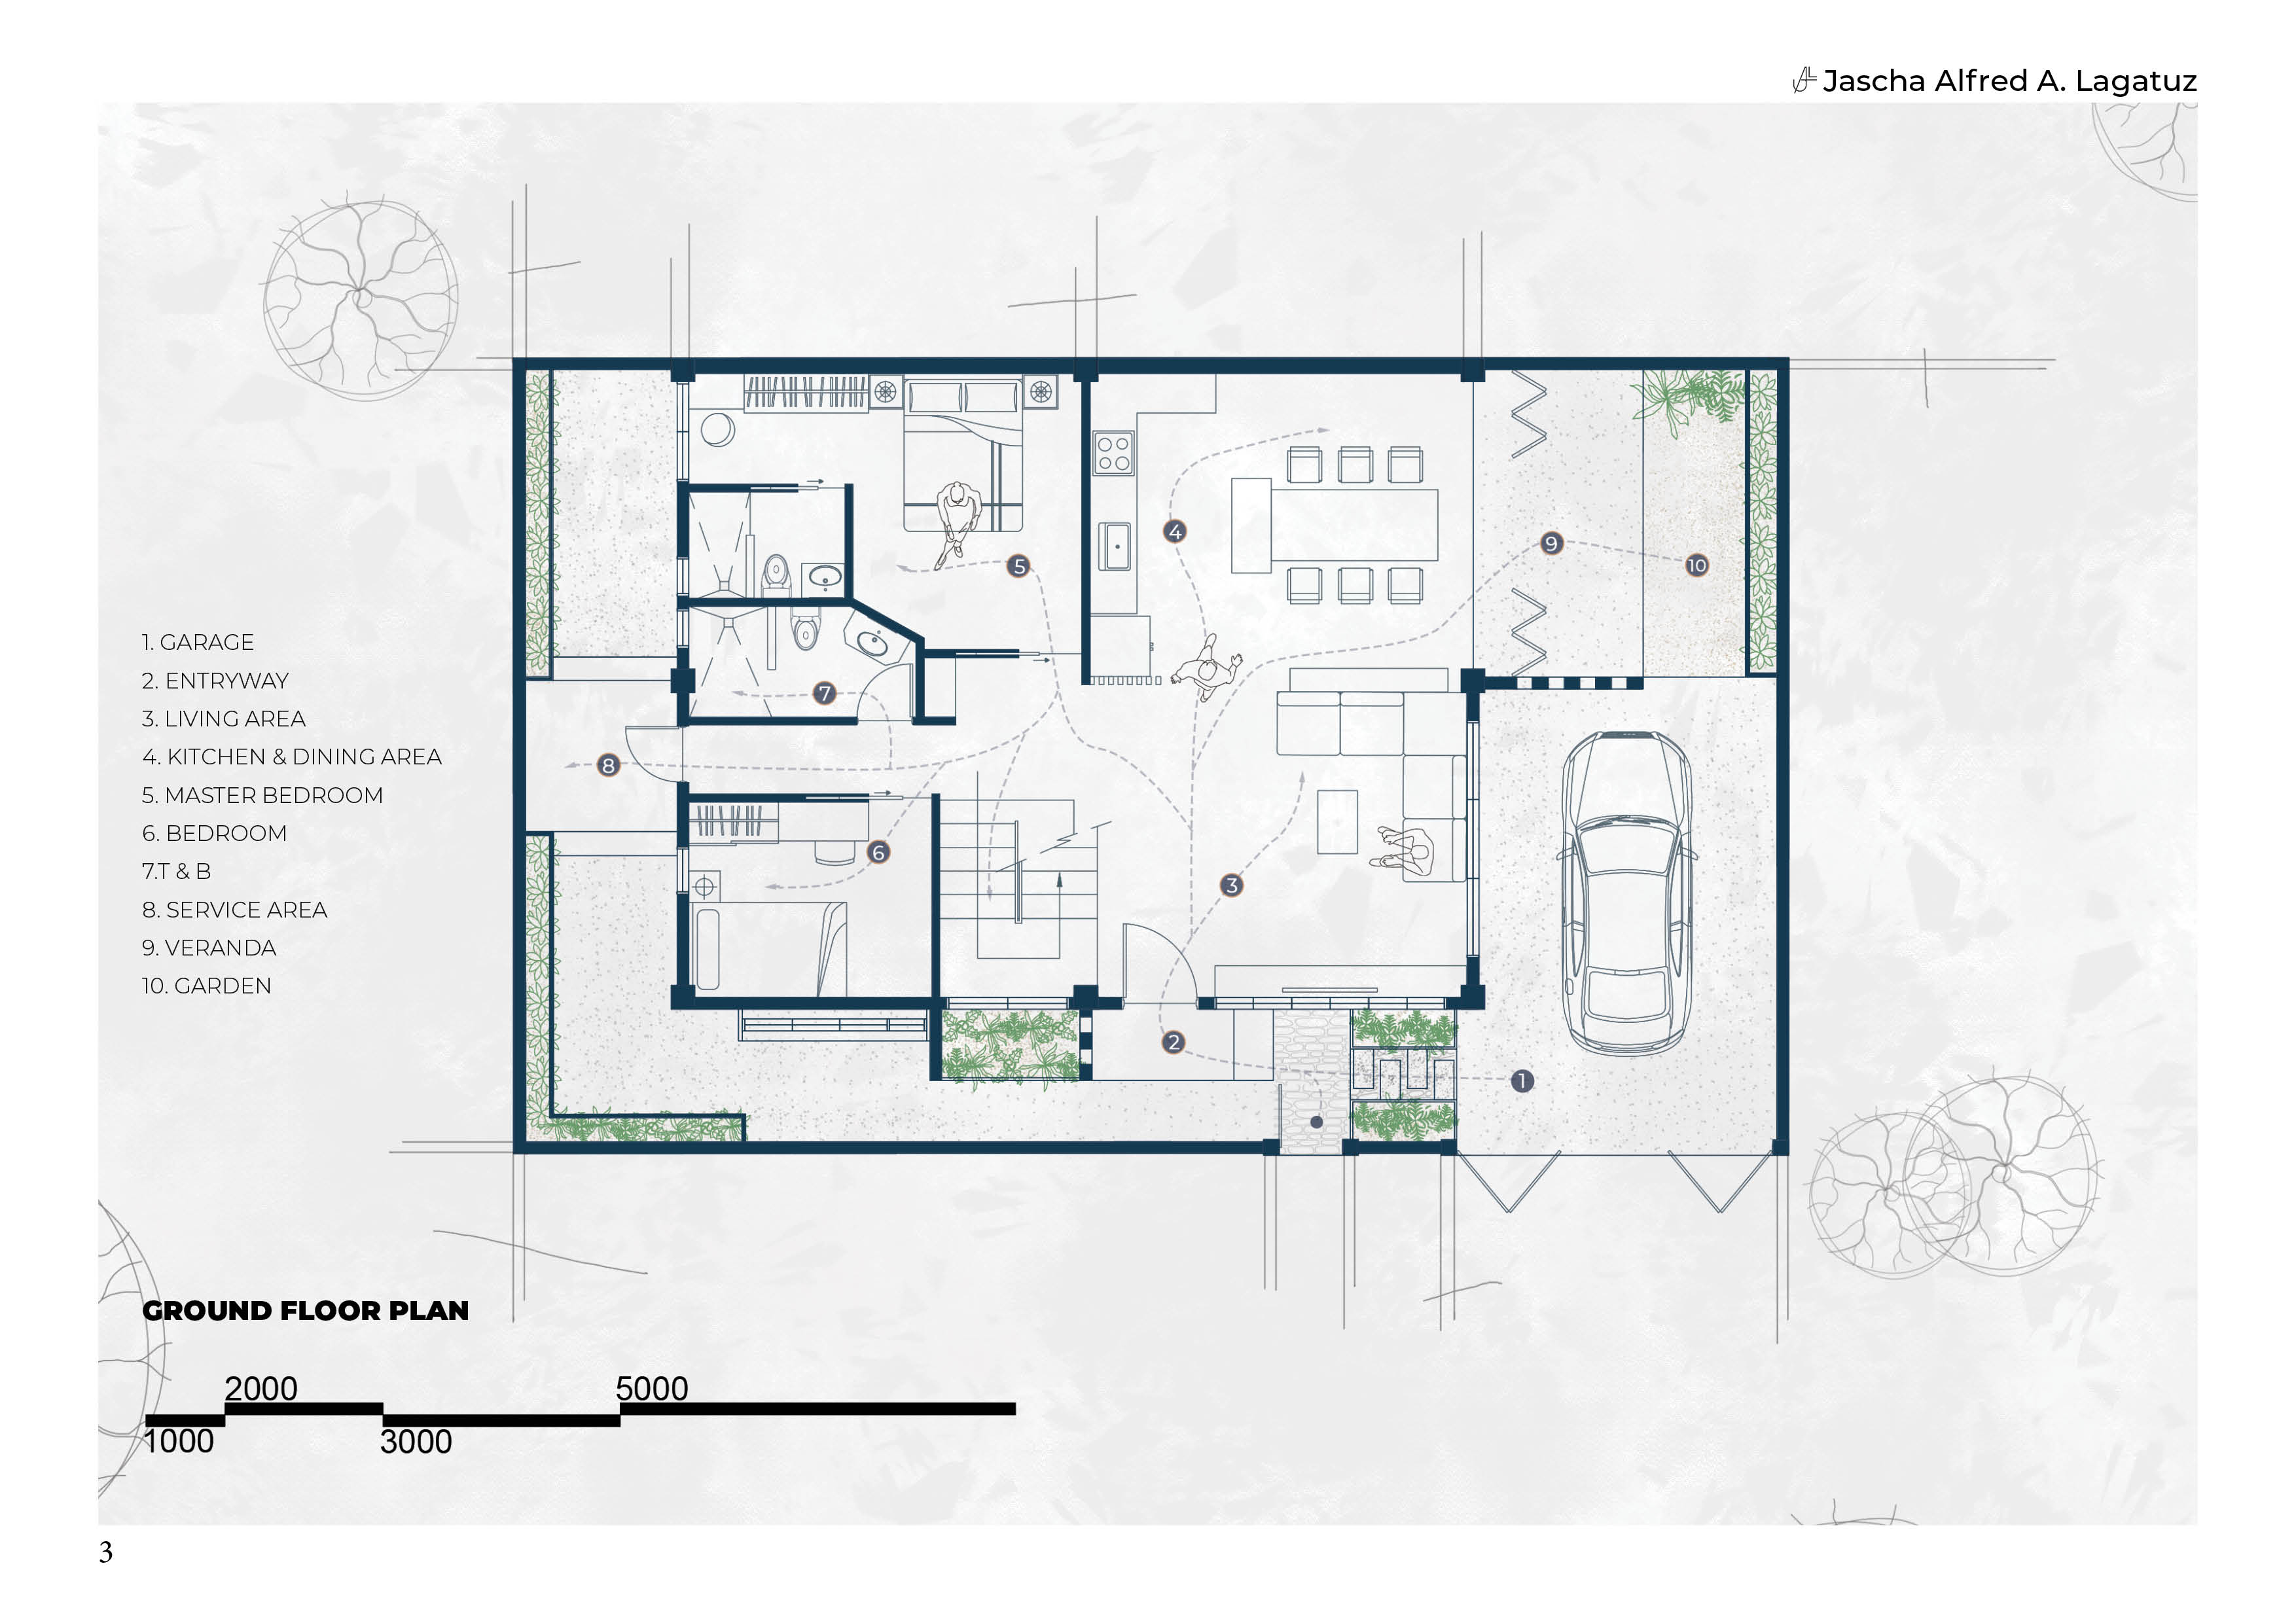 Jascha Alfred A. Lagatuz
1. GARAGE
2. ENTRYWAY
3. LIVING AREA
4. KITCHEN & DINING AREA
5. MASTER BEDROOM
6. BEDROOM
7.T & B
8. SERVICE AREA
9. VERANDA
10. GARDEN
4
5
9
10
7
8
6
3
2
1
GROUND FLOOR PLAN
2000 5000
1000 3000
3